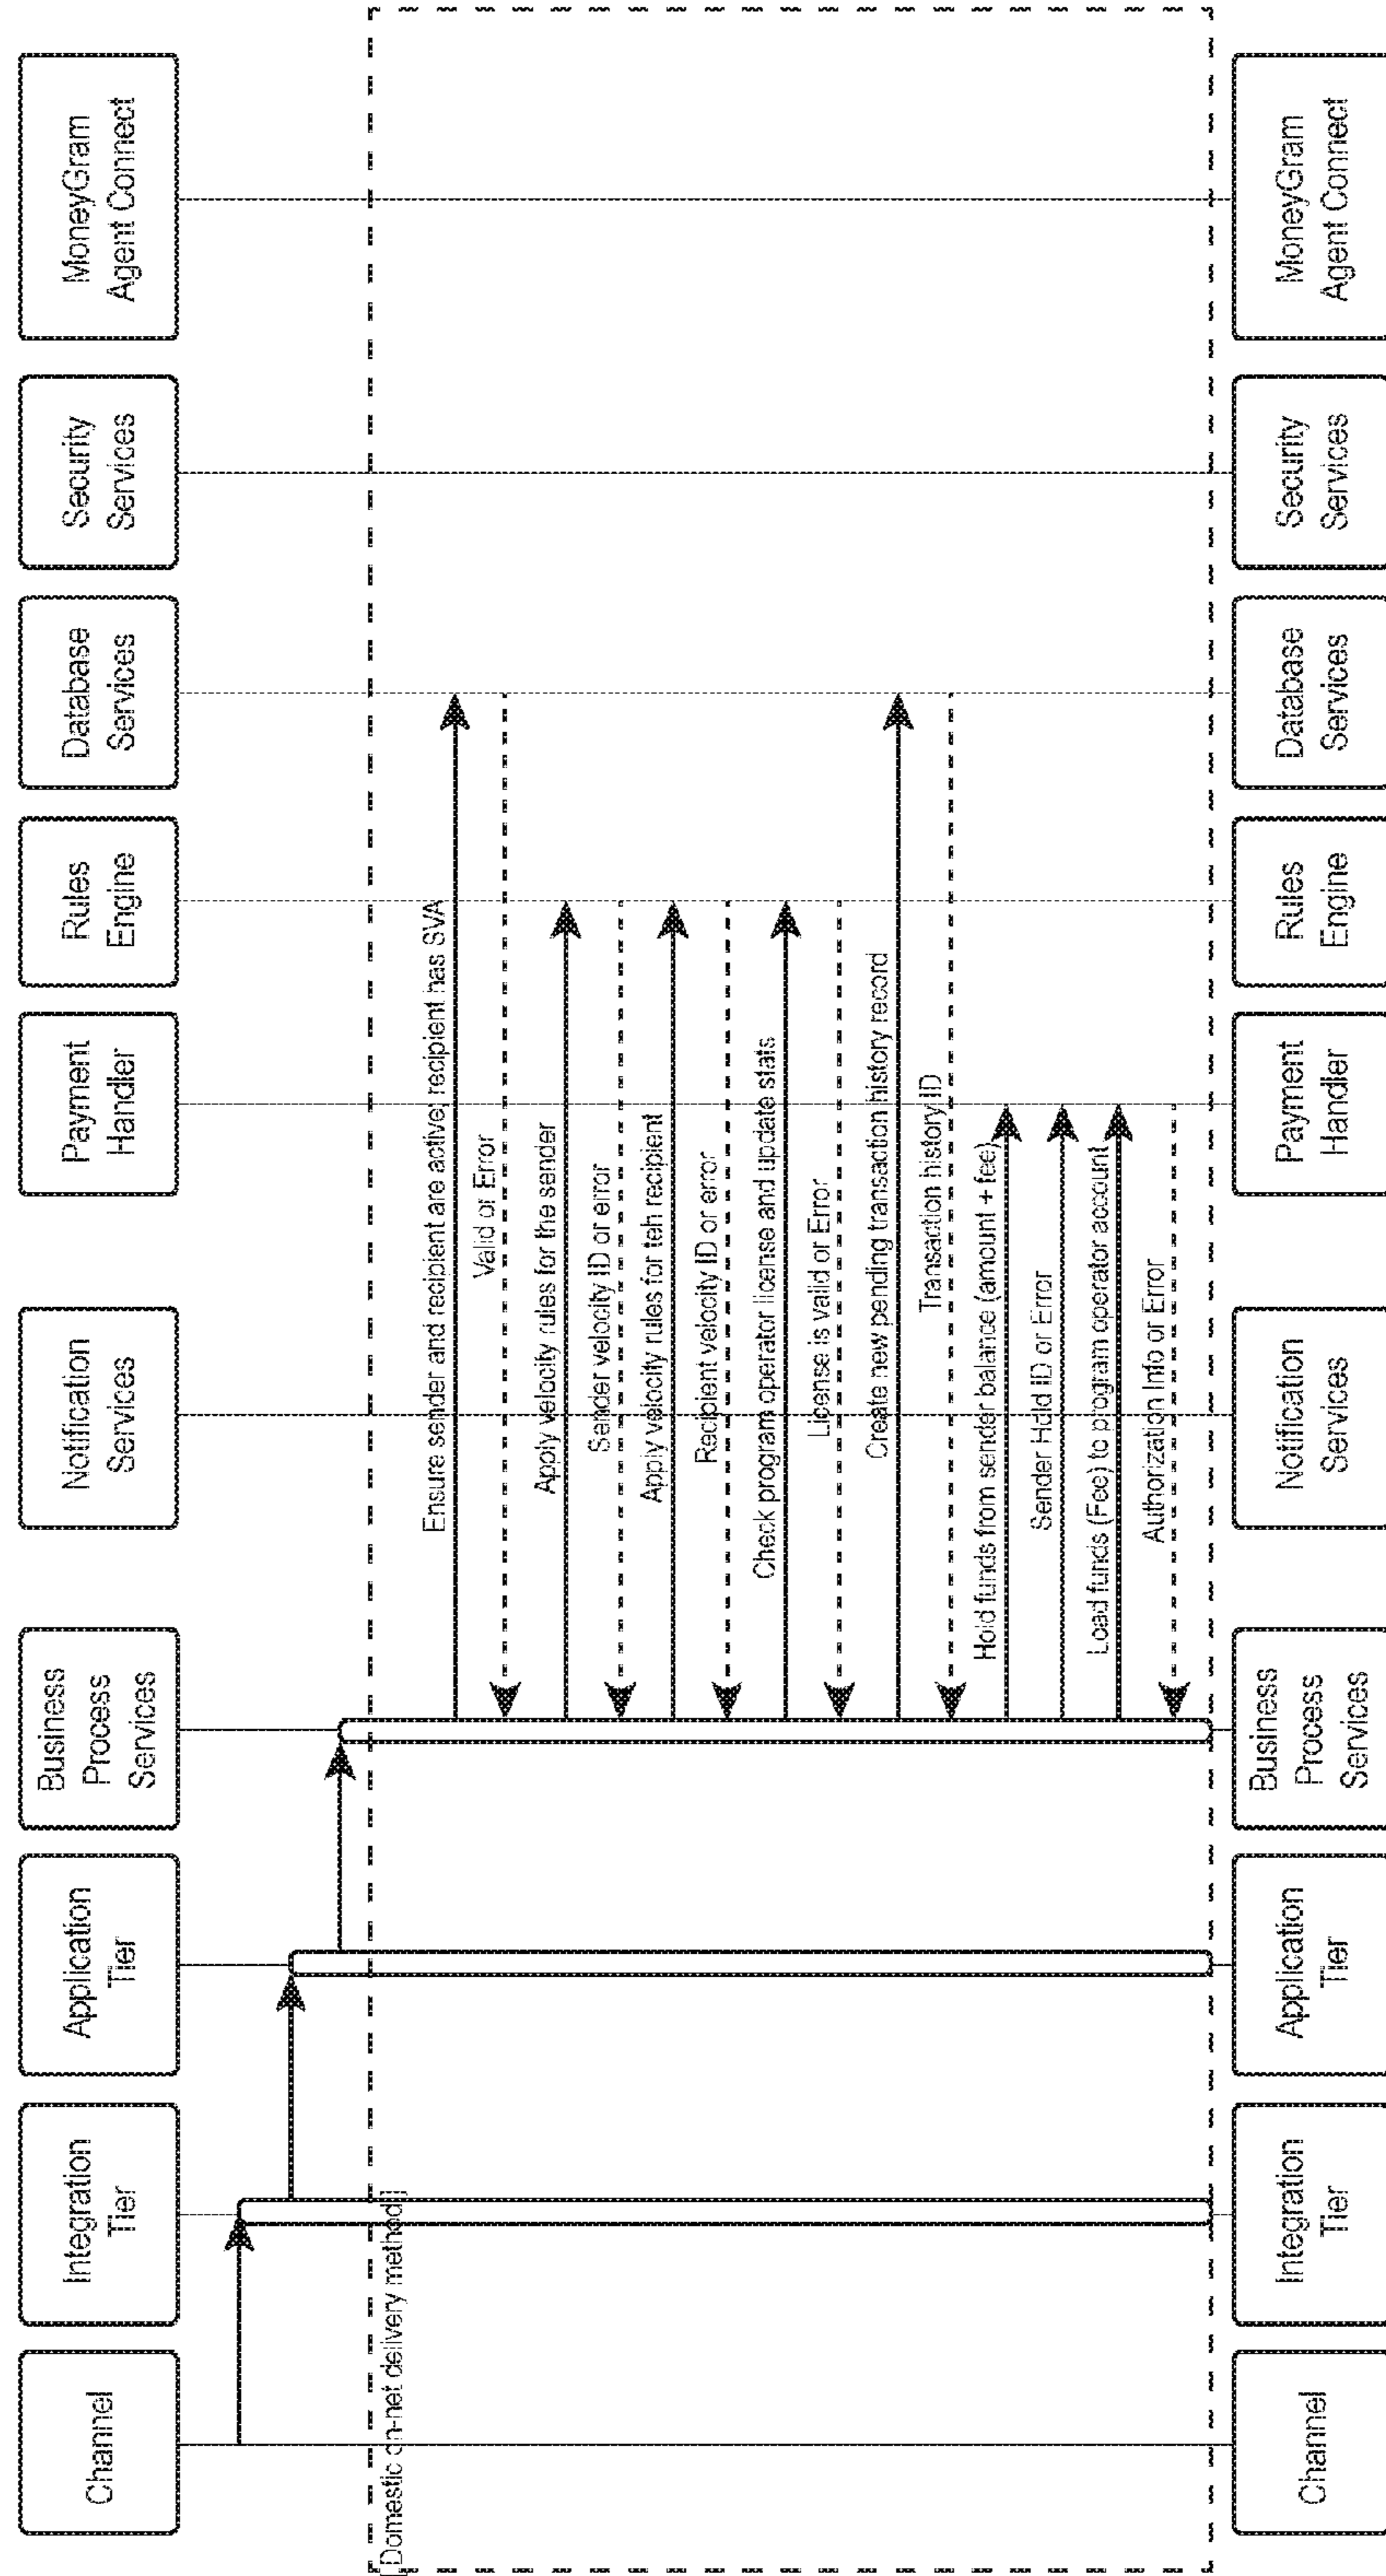 Channel
Integration
Tier
Application
Tier
Business
Process
Services
Notification
Services
Payment
Handler
Rules
Engine
Database
Services
Security
Services
MoneyGram
Agent Connect
[Domestic on-net delivery method]
Ensure sender and recipient are active; recipient has SVA
Valid or Error
Apply velocity rules for the sender
Sender velocity ID or error
Apply velocity rules for teh recipient
Recipient velocity ID or error
Check program operator license and update stats
License is valid or Error
Create new pending transaction history record
Transaction history ID
Hold funds from sender balance (amount + fee)
Sender Hold ID or Error
Load funds (Fee) to program operator account
Authorization Info or Error
Channel
Integration
Tier
Application
Tier
Business
Process
Services
Notification
Services
Payment
Handler
Rules
Engine
Database
Services
Security
Services
MoneyGram
Agent Connect